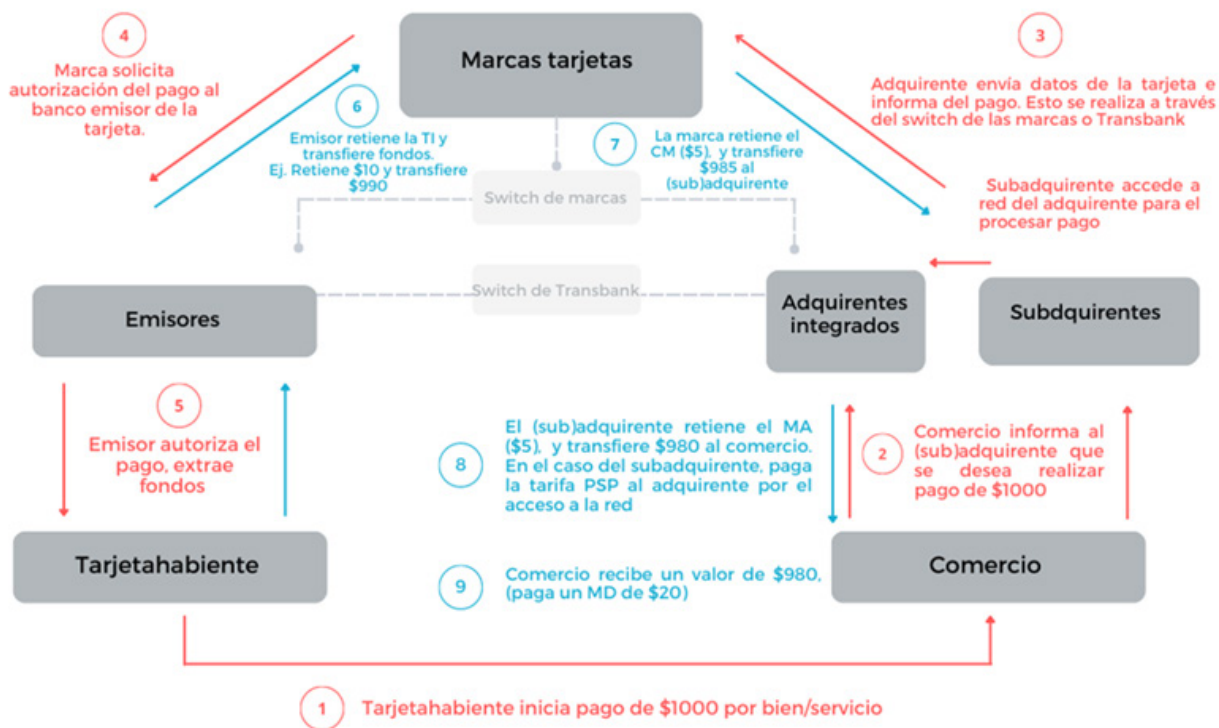 4
Marca solicita
autorización del pago al
banco emisor de la
tarjeta.
Marcas tarjetas
3
Adquirente envía datos de la tarjeta e
informa del pago. Esto se realiza a través
del switch de las marcas o Transbank
6
Emisor retiene la TI y
transfiere fondos.
Ej. Retiene $10 y transfiere
$990
7
La marca retiene el
CM ($5), y transfiere
$985 al
(sub)adquirente
Switch de marcas
Subadquirente accede a
red del adquirente para el
procesar pago
Emisores
Switch de Transbank
Adquirentes
integrados
Subdquirentes
5
Emisor autoriza el
pago, extrae
fondos
8
El (sub)adquirente retiene el MA
($5), y transfiere $980 al comercio.
En el caso del subadquirente, paga
la tarifa PSP al adquirente por el
acceso a la red
2
Comercio informa al
(sub)adquirente que
se desea realizar
pago de $1000
Tarjetahabiente
9
Comercio recibe un valor de $980,
(paga un MD de $20)
Comercio
1
Tarjetahabiente inicia pago de $1000 por bien/servicio